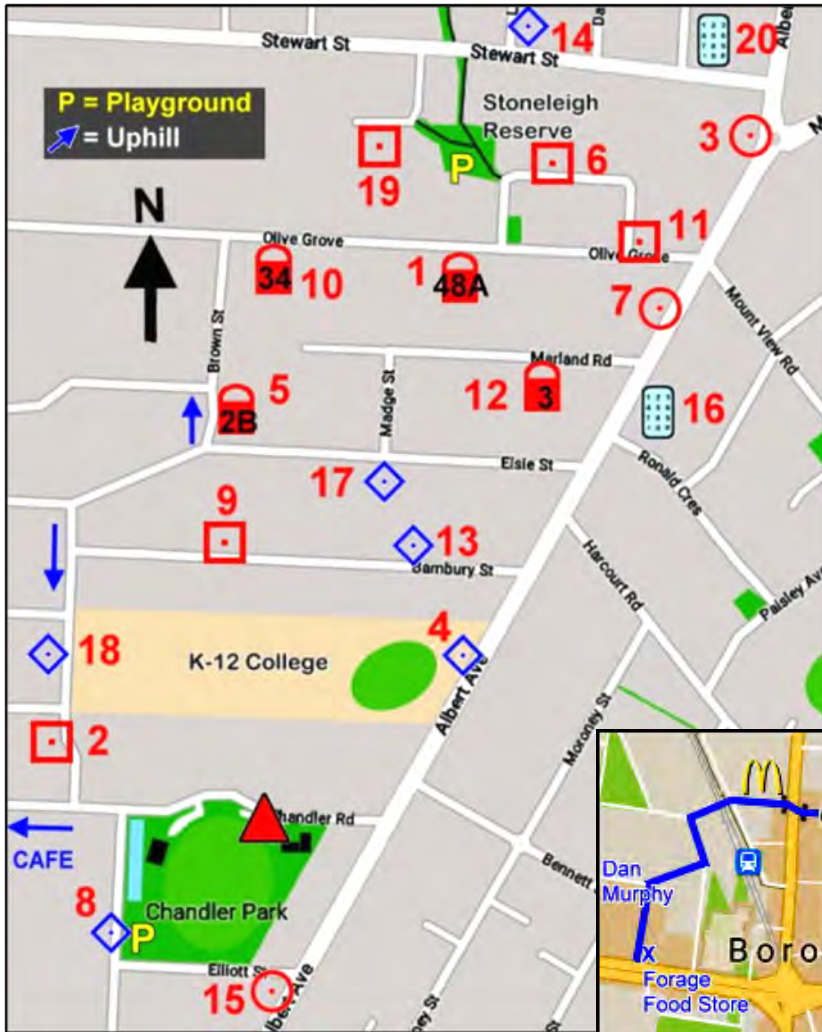 Stewart St
Stewart St
14
20
P = Playground
= Uphill
Stoneleigh
Reserve
3
P
19
6
N
11
Olive Grove
Olive Grove
34
10
1
48A
7
Mount View Rd
Brown St
Marland Rd
Madge St
5
2B
12
3
16
Elsie St
Ronald Cres
17
9
13
Bambury St
Harcourt Rd
Paisley Ave
4
18
K-12 College
Albert Ave
Moroney St
2
Chandler Rd
CAFE
Bennett
Dan
Murphy
8
P
Chandler Park
X
Boro
Elliott St
Forage
Food Store
15